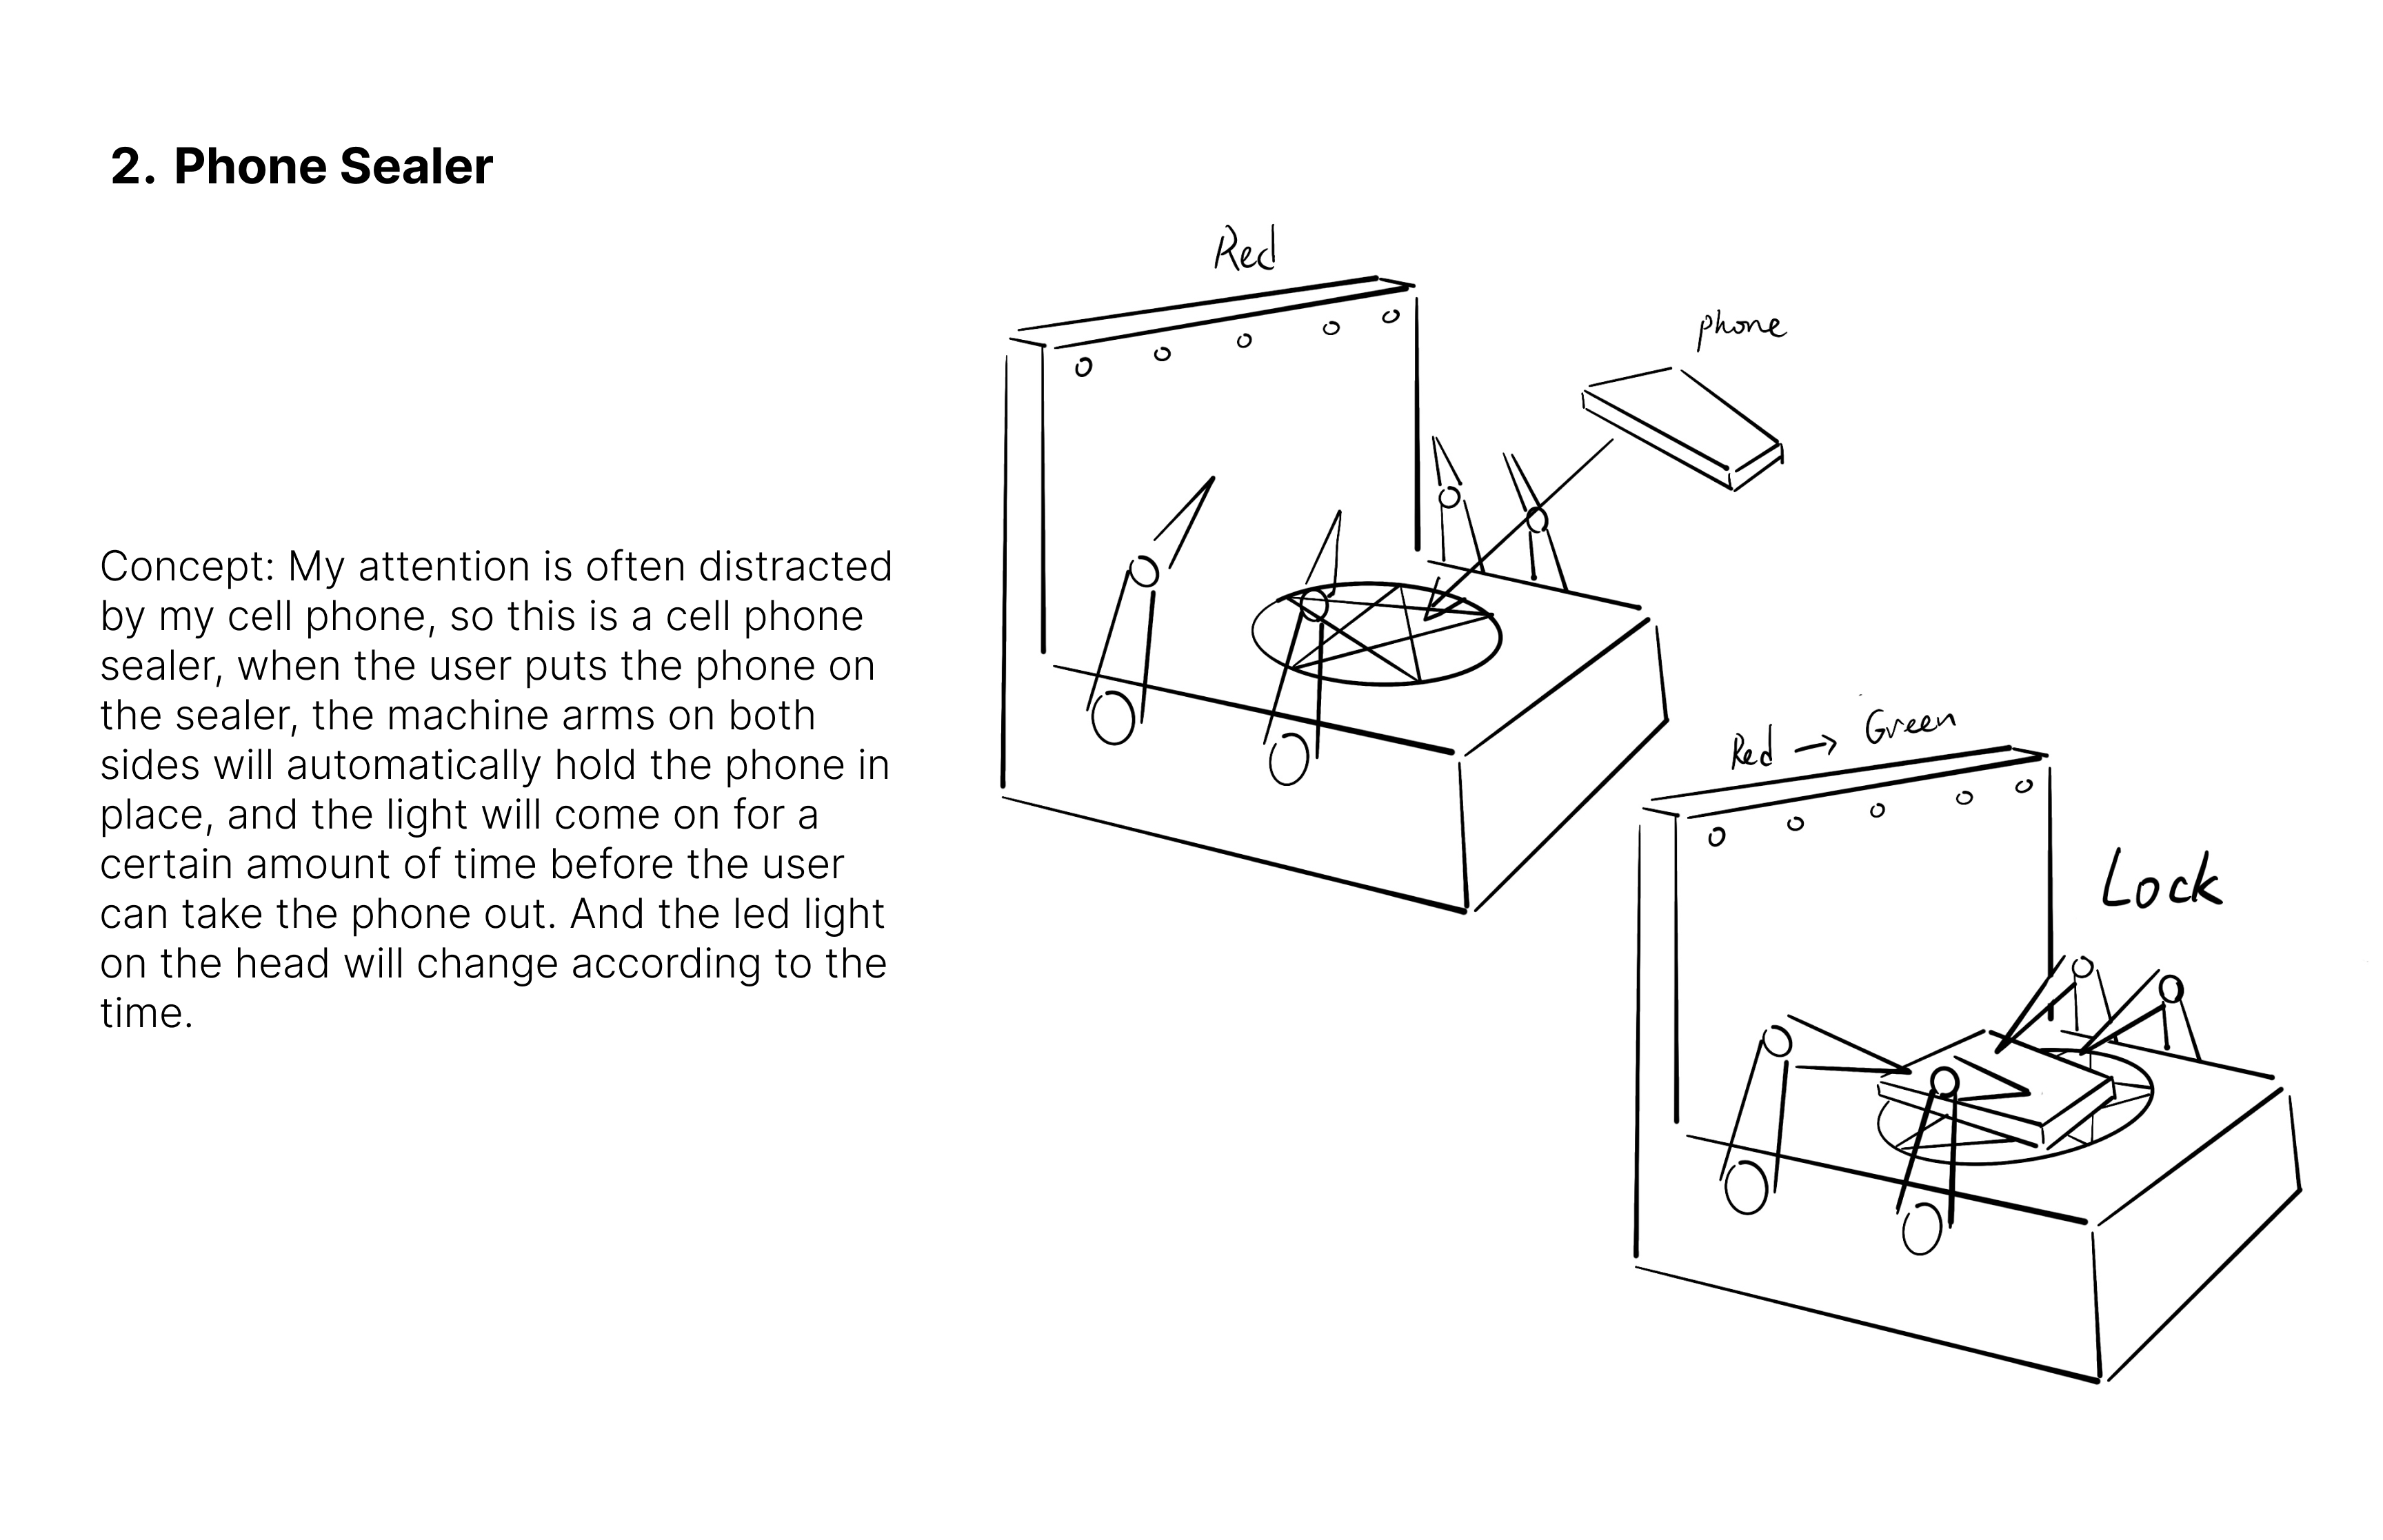 2. Phone Sealer
Concept: My attention is often distracted
by my cell phone, so this is a cell phone
sealer, when the user puts the phone on
the sealer, the machine arms on both
sides will automatically hold the phone in
place, and the light will come on for a
certain amount of time before the user
can take the phone out. And the led light
on the head will change according to the
time.
Red
phone
Red → Green
Lock